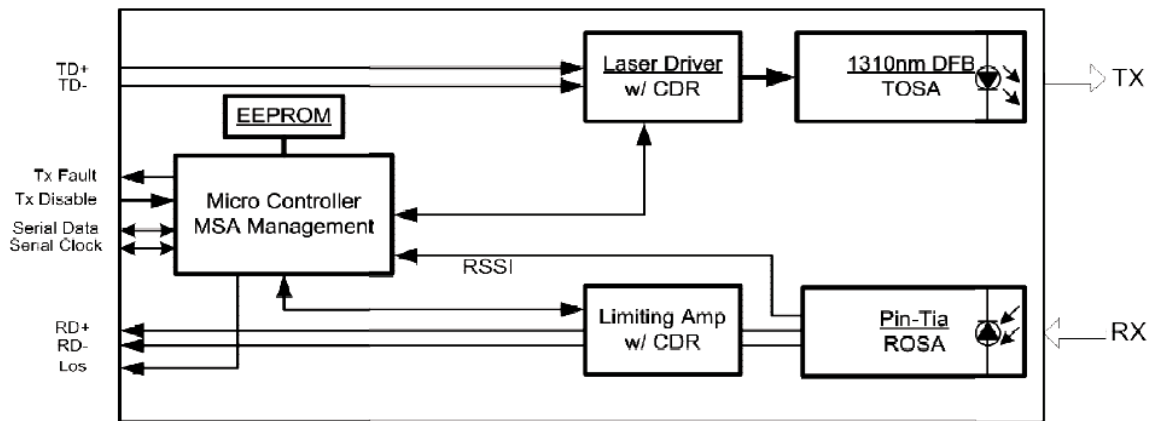 TD+
TD-
Laser Driver
w/ CDR
1310nm DFB
TOSA
TX
EEPROM
Tx Fault
Tx Disable
Serial Data
Serial Clock
Micro Controller
MSA Management
RSSI
RD+
RD-
Los
Limiting Amp
w/ CDR
Pin-Tia
ROSA
RX